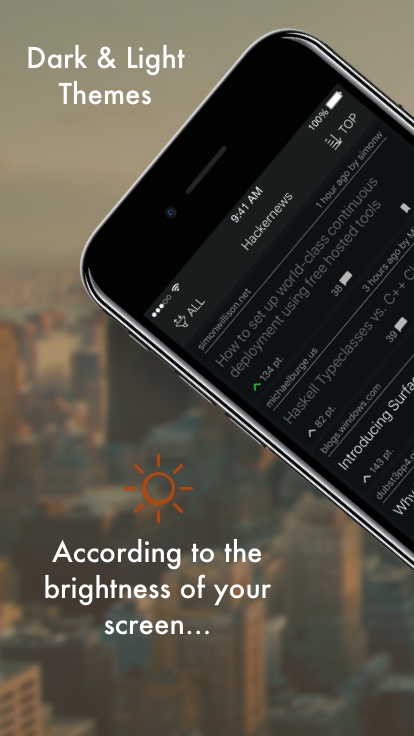 Dark & Light
Themes
100%
9:41 AM
TOP
Hackernews
ALL
1 hour ago by simonw
simonwillison.net
How to set up world-class continuous
deployment using free hosted tools
134 pt.
38
3 hours ago by M
michaelburge.us
Haskell Typeclasses vs. C++ C
82 pt.
39
blogs.windows.com
Introducing Surfa
143 pt.
dubst3pp4
Why
According to the
brightness of your
screen...